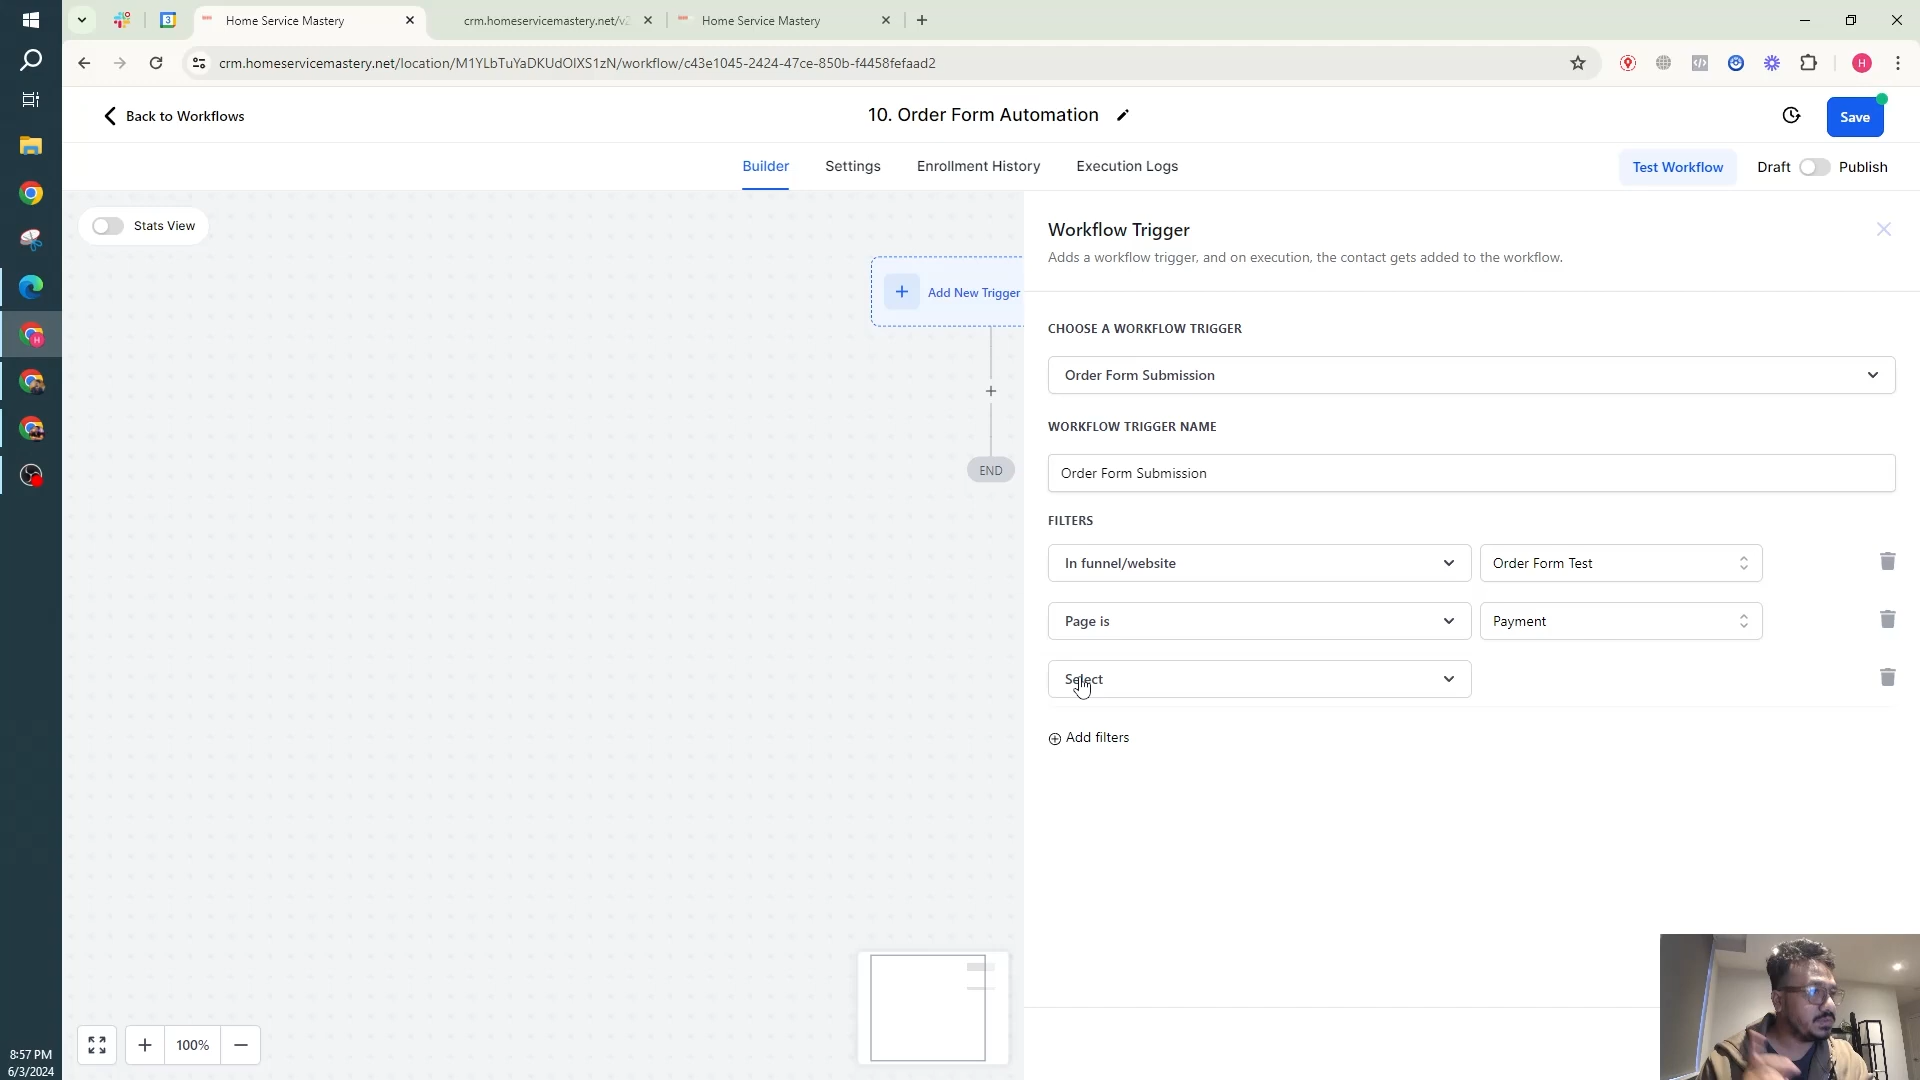 Home Service Mastery
crm.homeservicemastery.net/v2
Home Service Mastery
crm.homeservicemastery.net/location/M1YLbTuYaDKUdOlXS1zN/workflow/c43e1045-2424-47ce-850b-f4458fefaad2
H
Back to Workflows
10. Order Form Automation
Save
Builder
Settings
Enrollment History
Execution Logs
Test Workflow
Draft
Publish
Stats View
Add New Trigger
END
Workflow Trigger
Adds a workflow trigger, and on execution, the contact gets added to the workflow.
CHOOSE A WORKFLOW TRIGGER
Order Form Submission
WORKFLOW TRIGGER NAME
Order Form Submission
FILTERS
In funnel/website
Order Form Test
Page is
Payment
Select
Add filters
100%
8:57 PM
6/3/2024